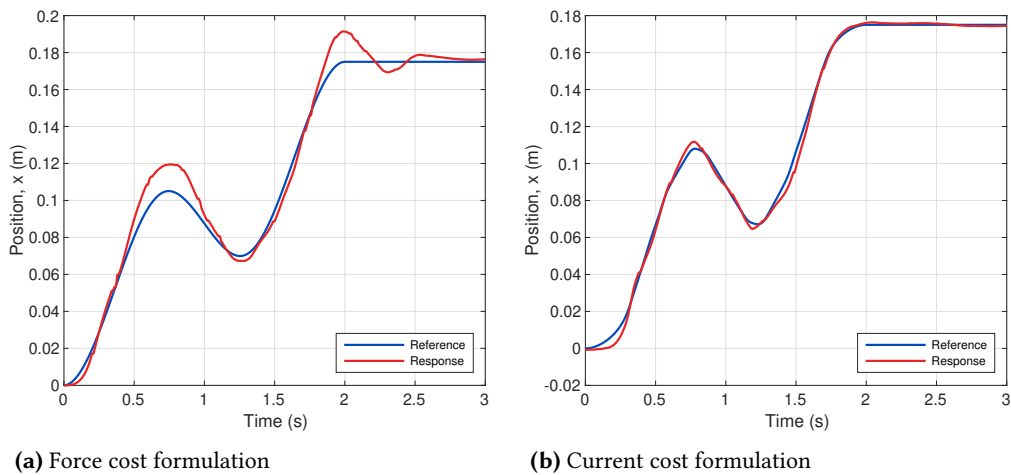 0.2
0.18
0.16
0.14
0.12
0.1
0.08
0.06
0.04
0.02
0
Position, x (m)
0 0.5 1 1.5 2 2.5 3
Time (s)
Reference
Response
(a) Force cost formulation
0.18
0.16
0.14
0.12
0.1
0.08
0.06
0.04
0.02
0
-0.02
Position, x (m)
0 0.5 1 1.5 2 2.5 3
Time (s)
Reference
Response
(b) Current cost formulation